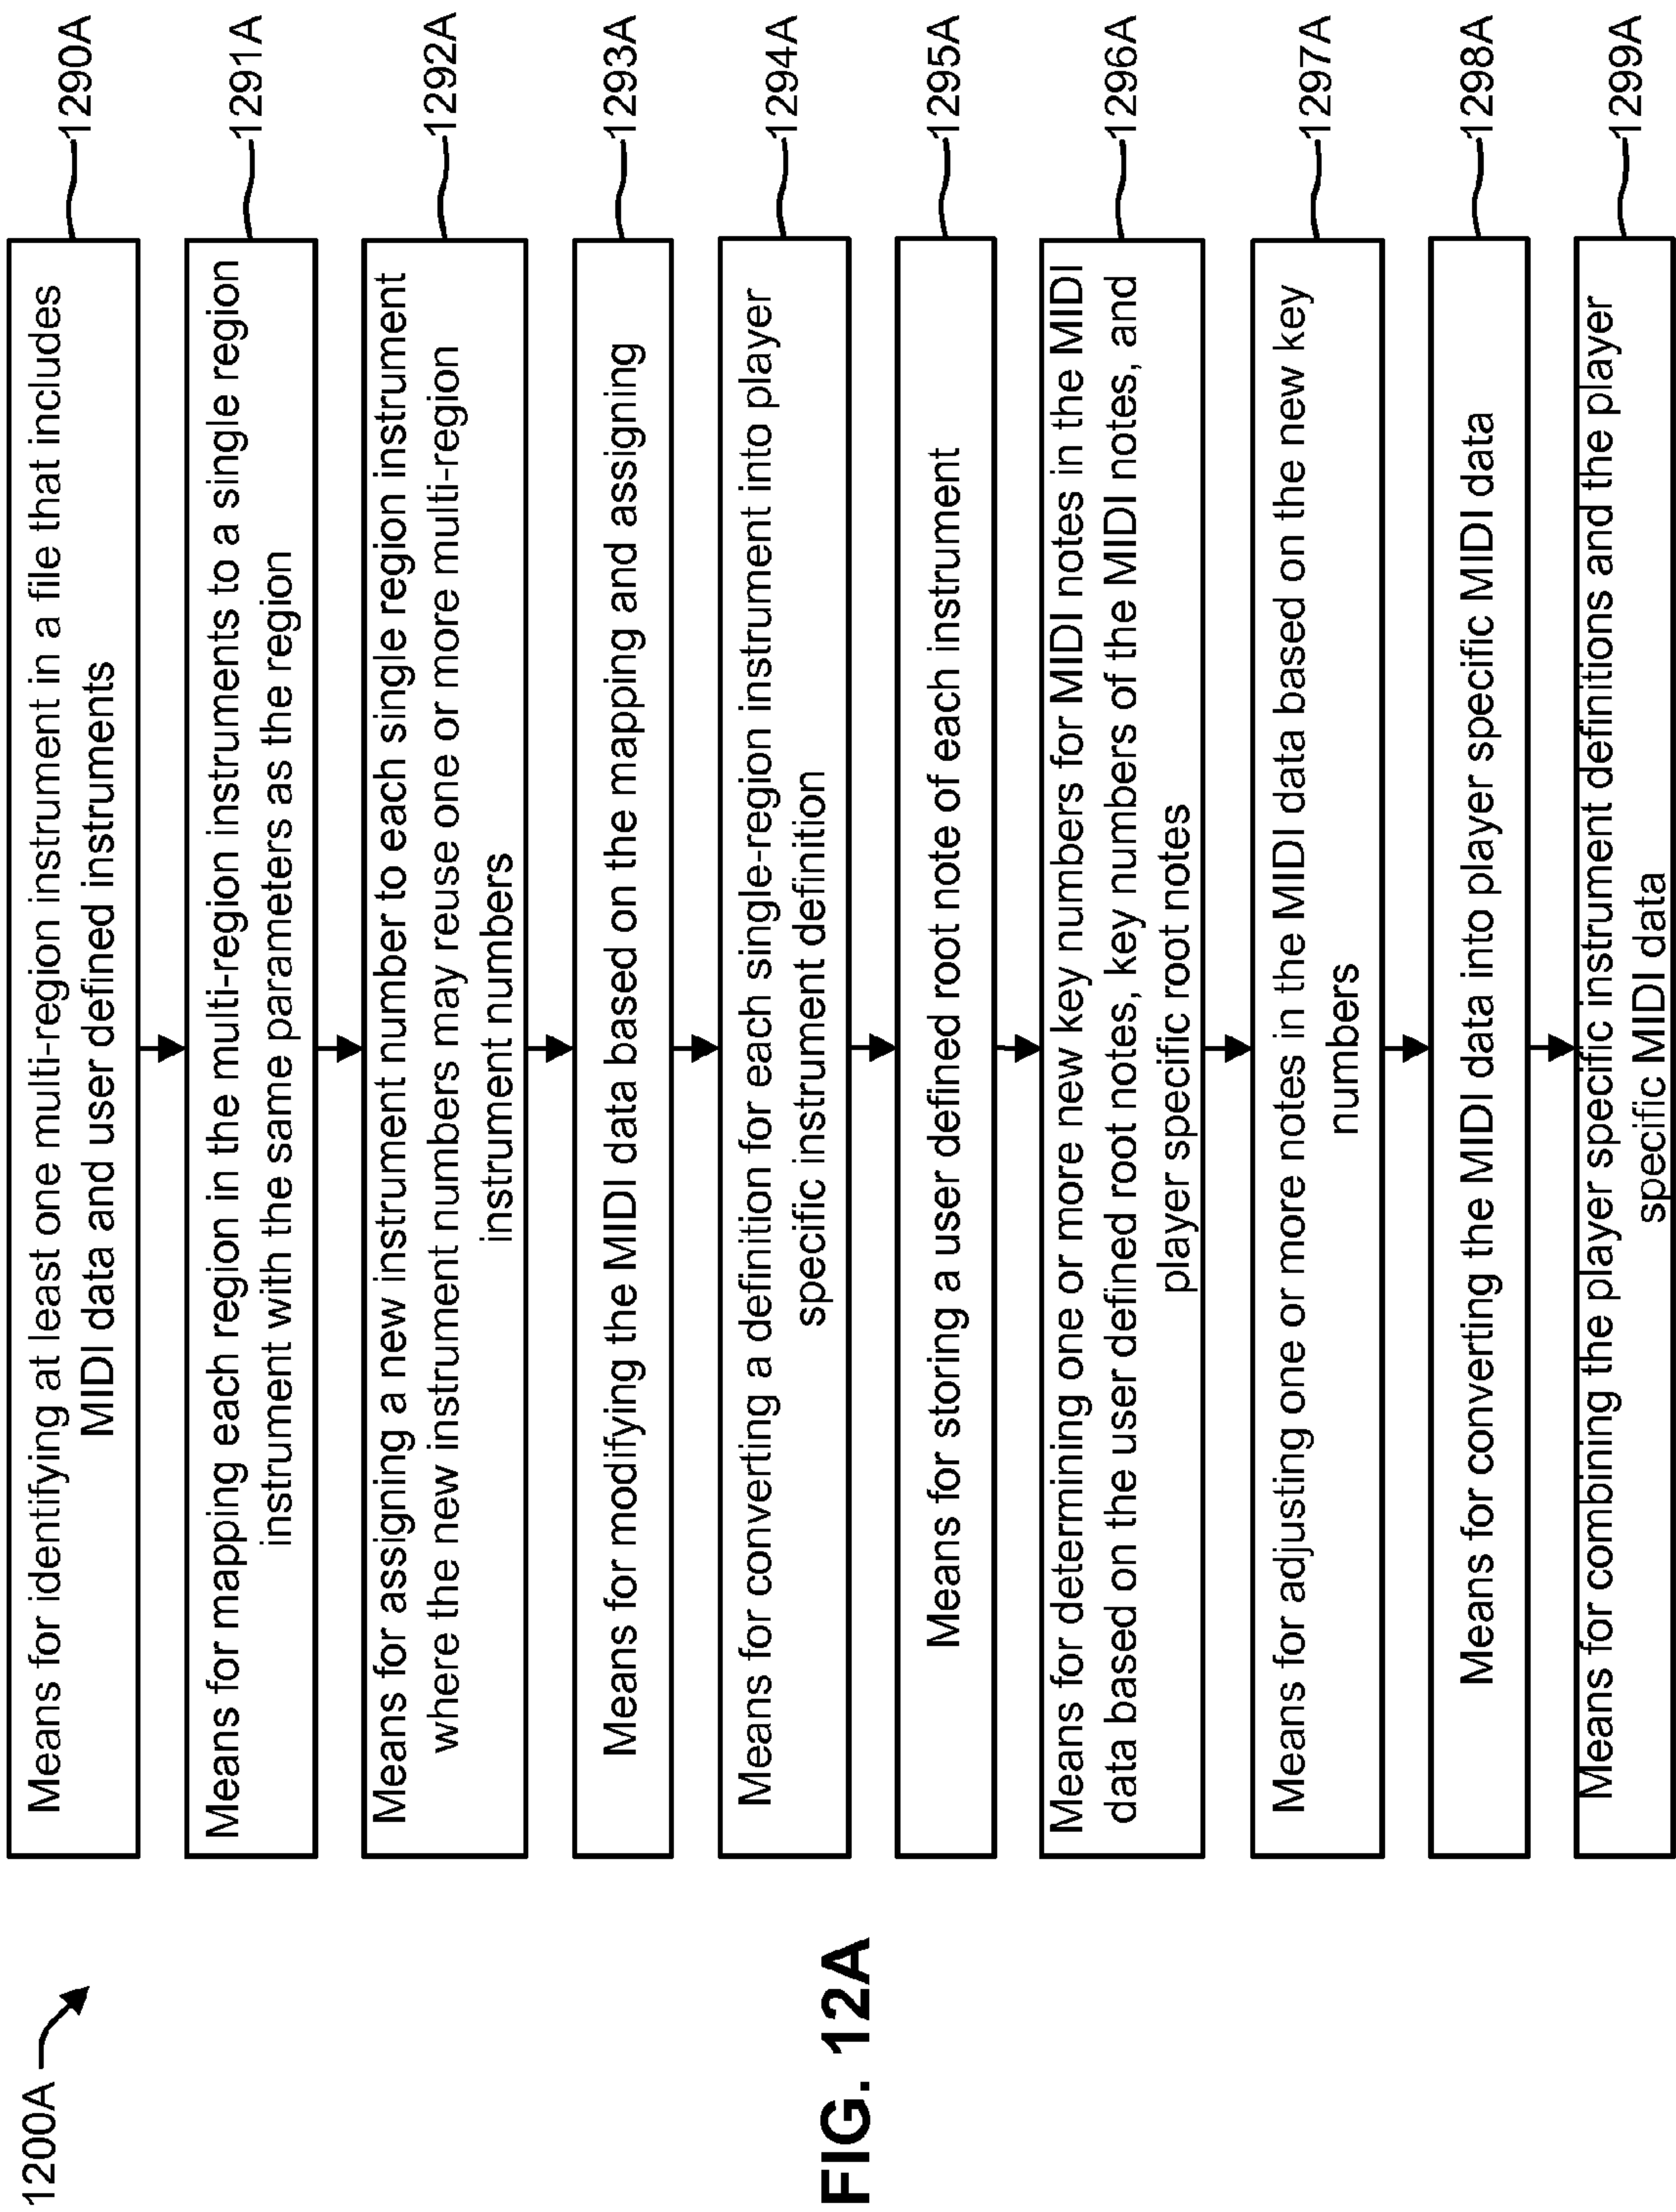 1200A
Means for identifying at least one multi-region instrument in a file that includes
MIDI data and user defined instruments
1290A
Means for mapping each region in the multi-region instruments to a single region
instrument with the same parameters as the region
1291A
Means for assigning a new instrument number to each single region instrument
where the new instrument numbers may reuse one or more multi-region
instrument numbers
1292A
Means for modifying the MIDI data based on the mapping and assigning
1293A
Means for converting a definition for each single-region instrument into player
specific instrument definition
1294A
Means for storing a user defined root note of each instrument
1295A
Means for determining one or more new key numbers for MIDI notes in the MIDI
data based on the user defined root notes, key numbers of the MIDI notes, and
player specific root notes
1296A
Means for adjusting one or more notes in the MIDI data based on the new key
numbers
1297A
Means for converting the MIDI data into player specific MIDI data
1298A
Means for combining the player specific instrument definitions and the player
specific MIDI data
1299A
FIG. 12A